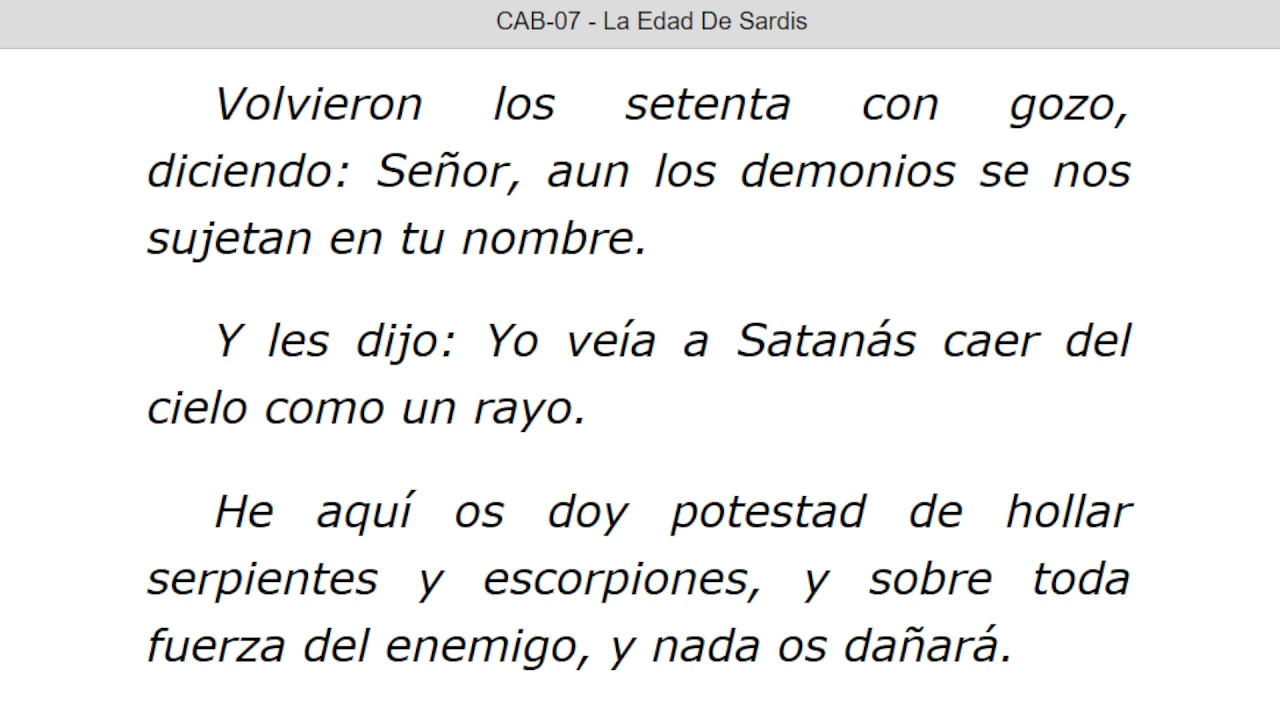 CAB-07 - La Edad De Sardis
Volvieron los setenta con gozo,
diciendo: Señor, aun los demonios se nos
sujetan en tu nombre.
Y les dijo: Yo veía a Satanás caer del
cielo como un rayo.
He aquí os doy potestad de hollar
serpientes y escorpiones, y sobre toda
fuerza del enemigo, y nada os dañará.